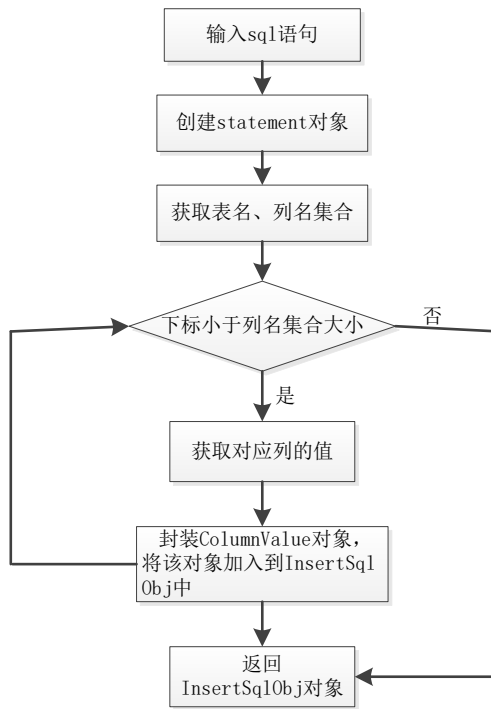 输入sql语句
创建statement对象
获取表名、列名集合
下标小于列名集合大小
否
是
获取对应列的值
封装ColumnValue对象，
将该对象加入到InsertSql
Obj中
返回
InsertSqlObj对象